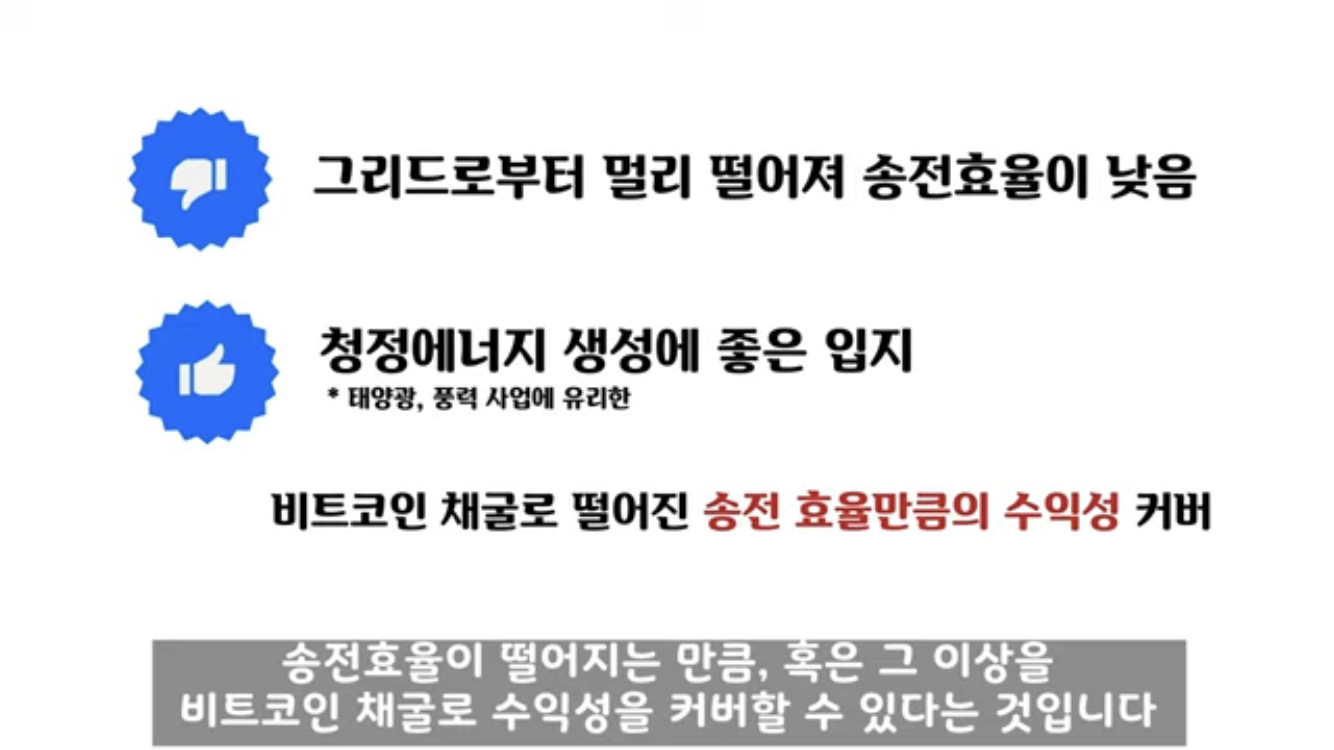 그리드로부터 멀리 떨어져 송전효율이 낮음
청정에너지 생성에 좋은 입지
* 태양광, 풍력 사업에 유리한
비트코인 채굴로 떨어진 송전 효율만큼의 수익성 커버
송전효율이 떨어지는 만큼, 혹은 그 이상을
비트코인 채굴로 수익성을 커버할 수 있다는 것입니다